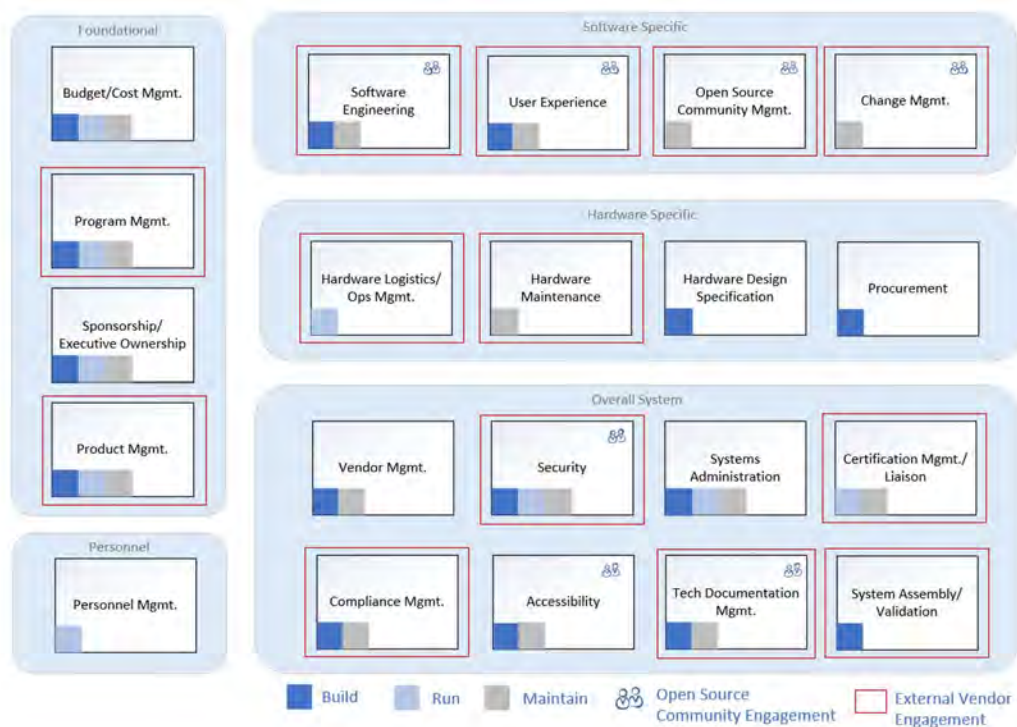 Foundational
Budget/Cost Mgmt.
Program Mgmt.
Sponsorship/
Executive Ownership
Product Mgmt.
Personnel
Personnel Mgmt.
Software Specific
Software
Engineering
User Experience
Open Source
Community Mgmt.
Change Mgmt.
Hardware Specific
Hardware Logistics/
Ops Mgmt.
Hardware
Maintenance
Hardware Design
Specification
Procurement
Overall System
Vendor Mgmt.
Security
Systems
Administration
Certification Mgmt./
Liaison
Compliance Mgmt.
Accessibility
Tech Documentation
Mgmt.
System Assembly/
Validation
Build
Run
Maintain
Open Source
Community Engagement
External Vendor
Engagement